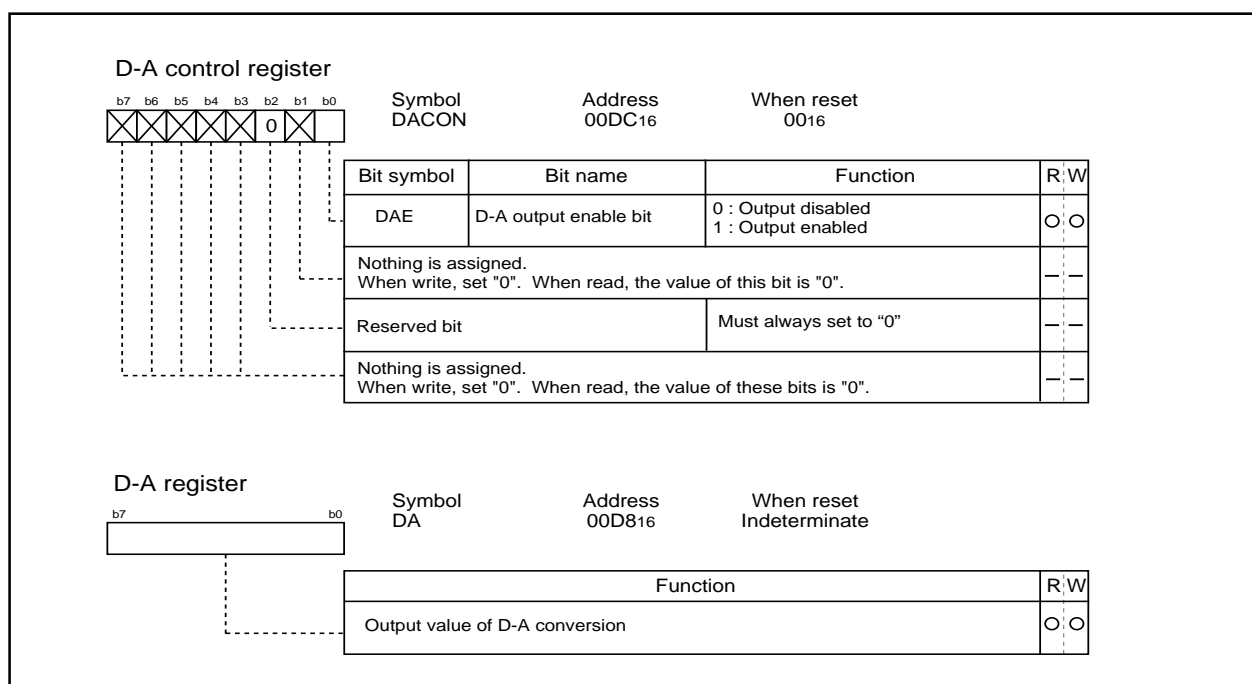 D-A control register
b7 b6 b5 b4 b3 b2 b1 b0
0
Symbol Address When reset
DACON 00DC16 0016
Bit symbol Bit name Function R W
DAE D-A output enable bit 0 : Output disabled
1 : Output enabled
Nothing is assigned.
When write, set "0". When read, the value of this bit is "0".
Reserved bit Must always set to “0”
Nothing is assigned.
When write, set "0". When read, the value of these bits is "0".
D-A register
b7 b0
Symbol Address When reset
DA 00D816 Indeterminate
Function R W
Output value of D-A conversion